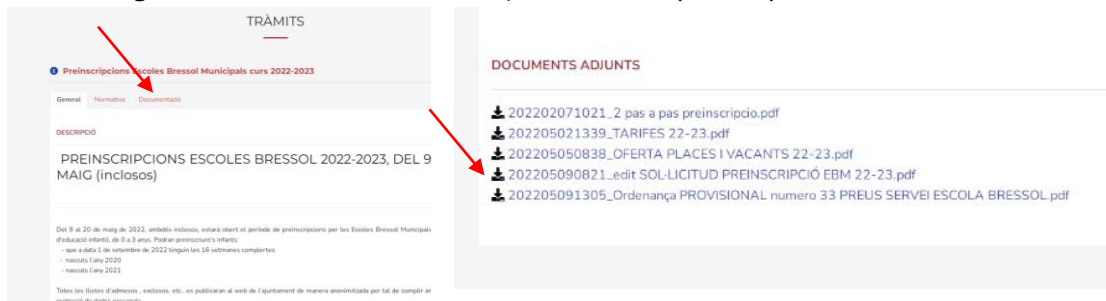 TRÀMITS
Preinscripcions Escoles Bressol Municipals curs 2022-2023
General Normativa Documentació
DESCRIPCIÓ
PREINSCRIPCIONS ESCOLES BRESSOL 2022-2023, DEL 9
MAIG (inclosos)
Del 9 al 20 de maig de 2022, ambdós inclosos, estarà obert el període de preinscripcions per les Escoles Bressol Municipals
d'educació infantil, de 0 a 3 anys. Podran preinscriure's infants:
- que a data 1 de setembre de 2022 tinguin les 16 setmanes complertes
- nascuts l'any 2020
- nascuts l'any 2021
Totes les llistes d'admesos , exclosos, etc., es publicaran al web de l'ajuntament de manera anonimitzada per tal de complir
protecció de dades personals
DOCUMENTS ADJUNTS
202202071021_2 pas a pas preinscripcio.pdf
202205021339_TARIFES 22-23.pdf
202205050838_OFERTA PLACES I VACANTS 22-23.pdf
202205090821_edit SOL·LICITUD PREINSCRIPCIÓ EBM 22-23.pdf
202205091305_Ordenança PROVISIONAL numero 33 PREUS SERVEI ESCOLA BRESSOL.pdf